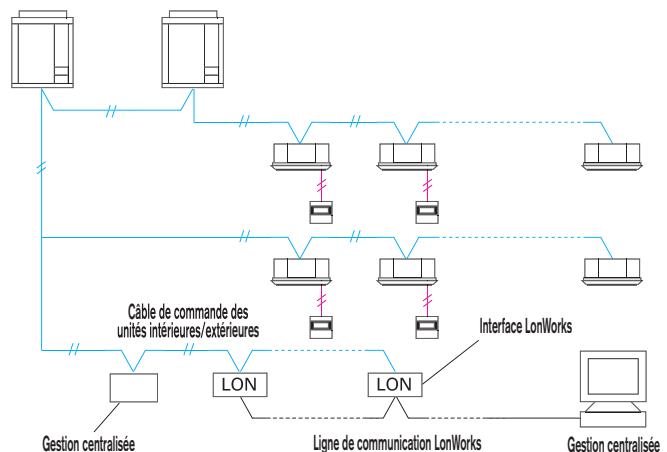 Câble de commande des
unités intérieures/extérieures
Interface LonWorks
LON
LON
Gestion centralisée
Ligne de communication LonWorks
Gestion centralisée